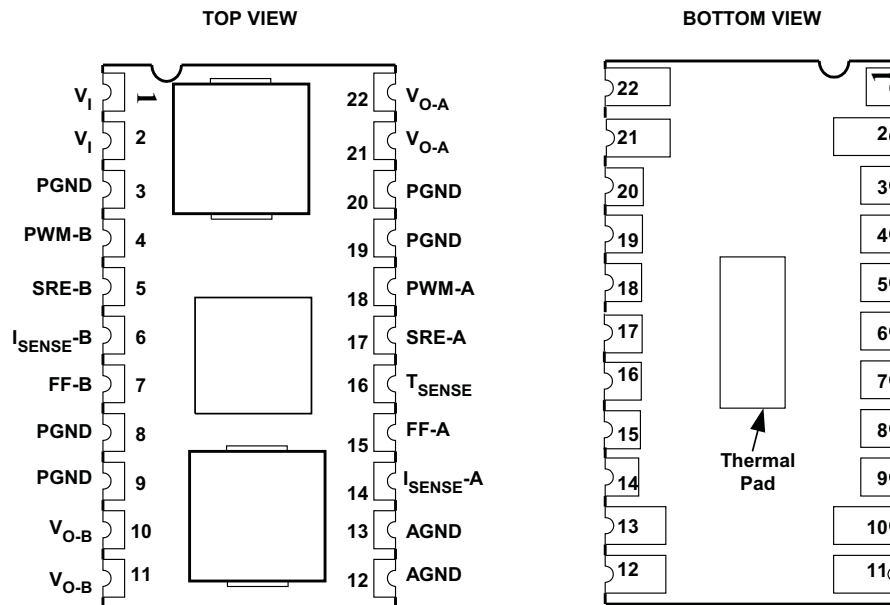 TOP VIEW
BOTTOM VIEW
V_I 1 22 V_O-A
V_I 2 21 V_O-A
PGND 3 20 PGND
PWM-B 4 19 PGND
SRE-B 5 18 PWM-A
I_SENSE-B 6 17 SRE-A
FF-B 7 16 T_SENSE
PGND 8 15 FF-A
PGND 9 14 I_SENSE-A
V_O-B 10 13 AGND
V_O-B 11 12 AGND
22 1
21 2
20 3
19 4
18 5
17 6
16 7
15 8
14 9
13 10
12 11
Thermal
Pad